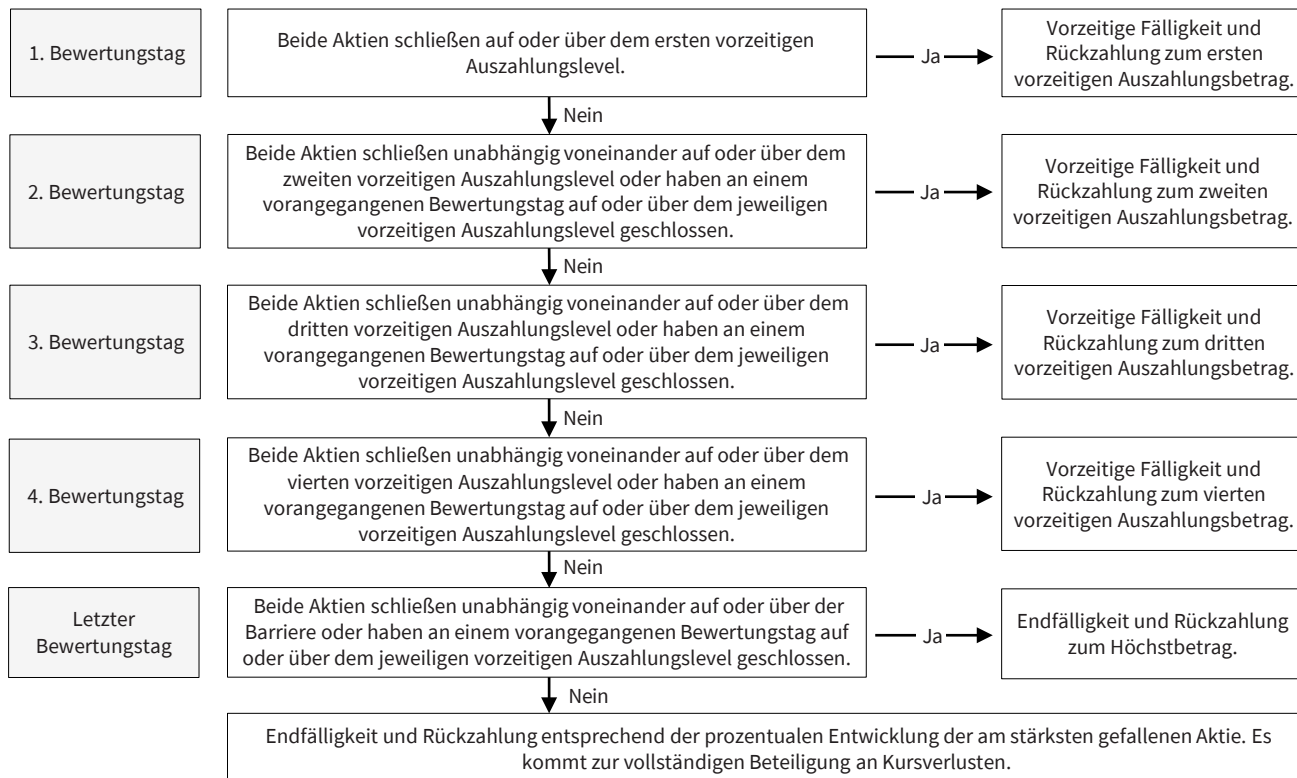 1. Bewertungstag
Beide Aktien schließen auf oder über dem ersten vorzeitigen
Auszahlungslevel.
Ja
Vorzeitige Fälligkeit und
Rückzahlung zum ersten
vorzeitigen Auszahlungsbetrag.
Nein
2. Bewertungstag
Beide Aktien schließen unabhängig voneinander auf oder über dem
zweiten vorzeitigen Auszahlungslevel oder haben an einem
vorangegangenen Bewertungstag auf oder über dem jeweiligen
vorzeitigen Auszahlungslevel geschlossen.
Ja
Vorzeitige Fälligkeit und
Rückzahlung zum zweiten
vorzeitigen Auszahlungsbetrag.
Nein
3. Bewertungstag
Beide Aktien schließen unabhängig voneinander auf oder über dem
dritten vorzeitigen Auszahlungslevel oder haben an einem
vorangegangenen Bewertungstag auf oder über dem jeweiligen
vorzeitigen Auszahlungslevel geschlossen.
Ja
Vorzeitige Fälligkeit und
Rückzahlung zum dritten
vorzeitigen Auszahlungsbetrag.
Nein
4. Bewertungstag
Beide Aktien schließen unabhängig voneinander auf oder über dem
vierten vorzeitigen Auszahlungslevel oder haben an einem
vorangegangenen Bewertungstag auf oder über dem jeweiligen
vorzeitigen Auszahlungslevel geschlossen.
Ja
Vorzeitige Fälligkeit und
Rückzahlung zum vierten
vorzeitigen Auszahlungsbetrag.
Nein
Letzter
Bewertungstag
Beide Aktien schließen unabhängig voneinander auf oder über der
Barriere oder haben an einem vorangegangenen Bewertungstag auf
oder über dem jeweiligen vorzeitigen Auszahlungslevel geschlossen.
Ja
Endfälligkeit und Rückzahlung
zum Höchstbetrag.
Nein
Endfälligkeit und Rückzahlung entsprechend der prozentualen Entwicklung der am stärksten gefallenen Aktie. Es
kommt zur vollständigen Beteiligung an Kursverlusten.